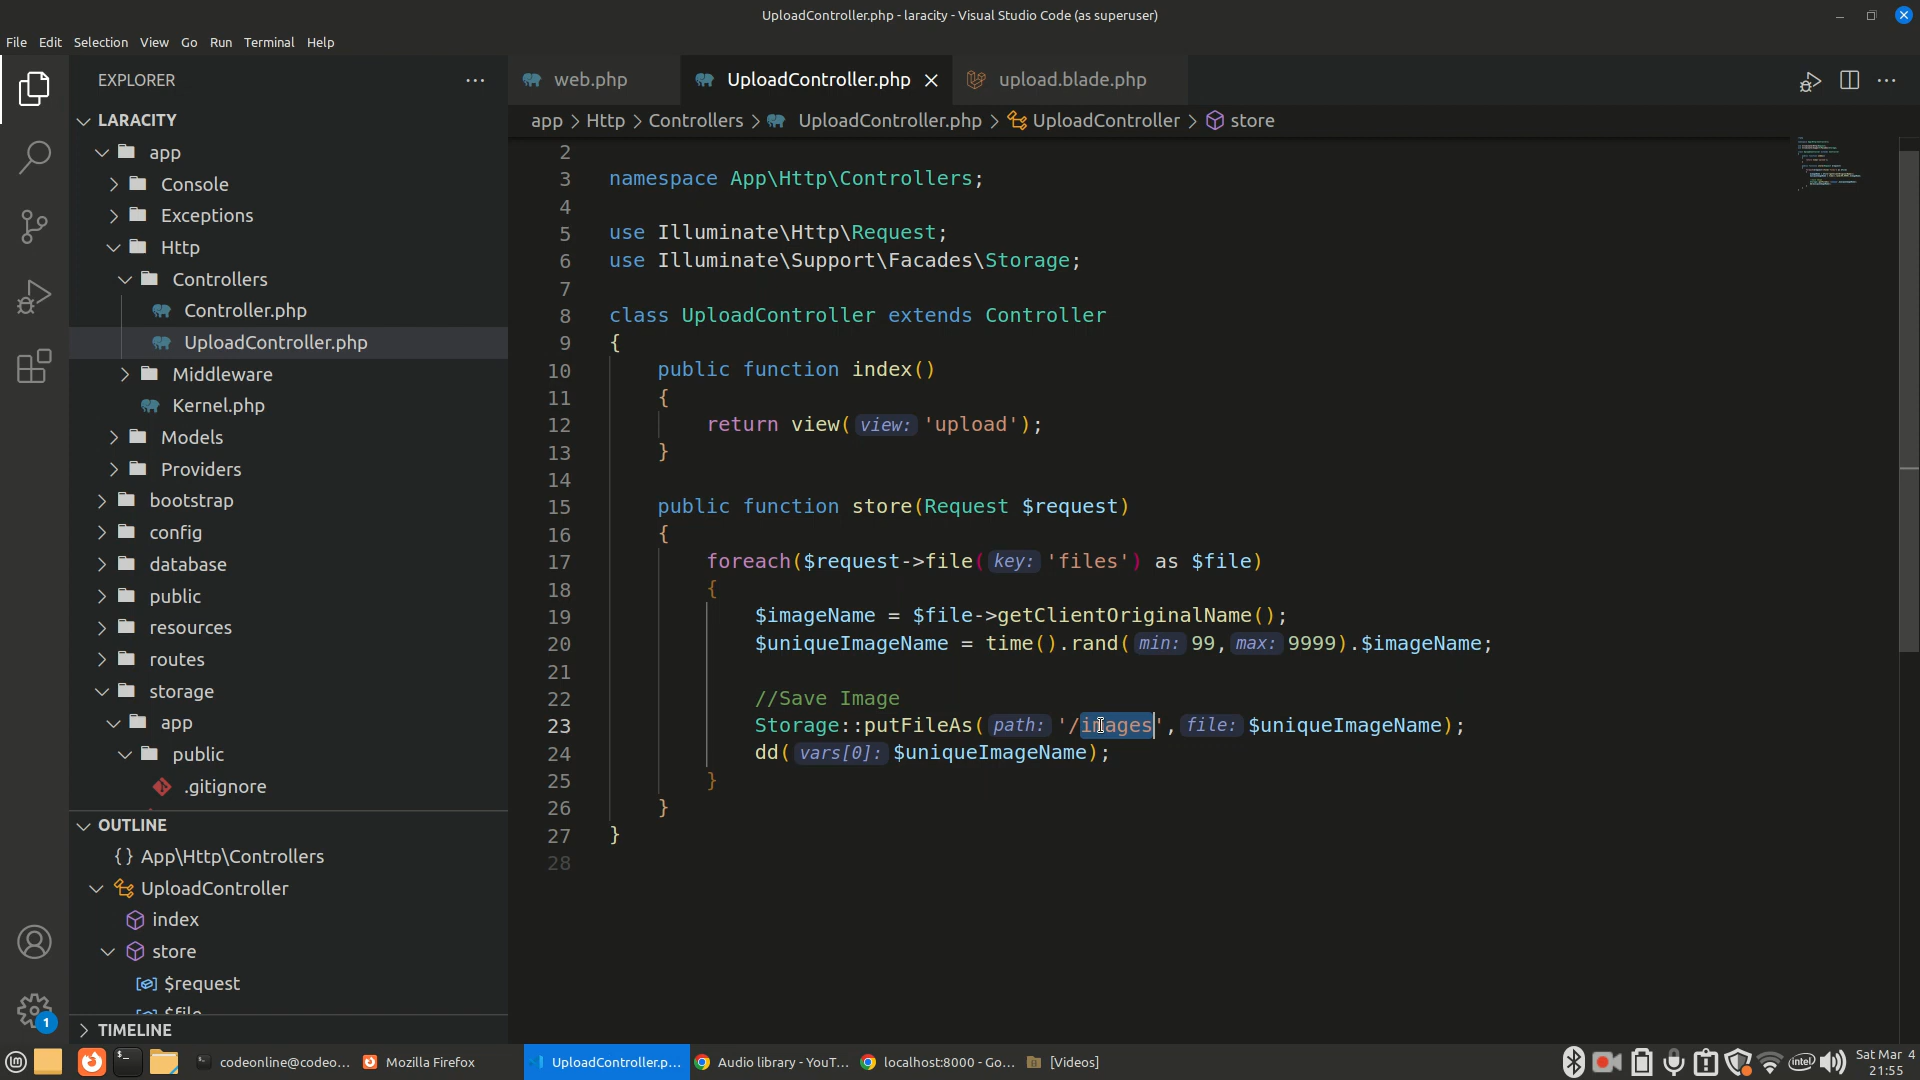 UploadController.php - laracity - Visual Studio Code (as superuser)
File Edit Selection View Go Run Terminal Help
EXPLORER
web.php
UploadController.php
upload.blade.php
app > Http > Controllers > UploadController.php > UploadController > store
LARACITY
app
Console
Exceptions
Http
Controllers
Controller.php
UploadController.php
Middleware
Kernel.php
Models
Providers
bootstrap
config
database
public
resources
routes
storage
app
public
.gitignore
OUTLINE
{} App\Http\Controllers
UploadController
index
store
$request
$file
TIMELINE
1
2
3 namespace App\Http\Controllers;
4
5 use Illuminate\Http\Request;
6 use Illuminate\Support\Facades\Storage;
7
8 class UploadController extends Controller
9 {
10 public function index()
11 {
12 return view(view: 'upload');
13 }
14
15 public function store(Request $request)
16 {
17 foreach($request->file(key: 'files') as $file)
18 {
19 $imageName = $file->getClientOriginalName();
20 $uniqueImageName = time().rand(min: 99,max: 9999).$imageName;
21
22 //Save Image
23 Storage::putFileAs(path: '/images',file: $uniqueImageName);
24 dd(vars[0]: $uniqueImageName);
25 }
26 }
27 }
28
codeonline@codeo...
Mozilla Firefox
UploadController.p...
Audio library - YouT...
localhost:8000 - Go...
[Videos]
intel
Sat Mar 4
21:55